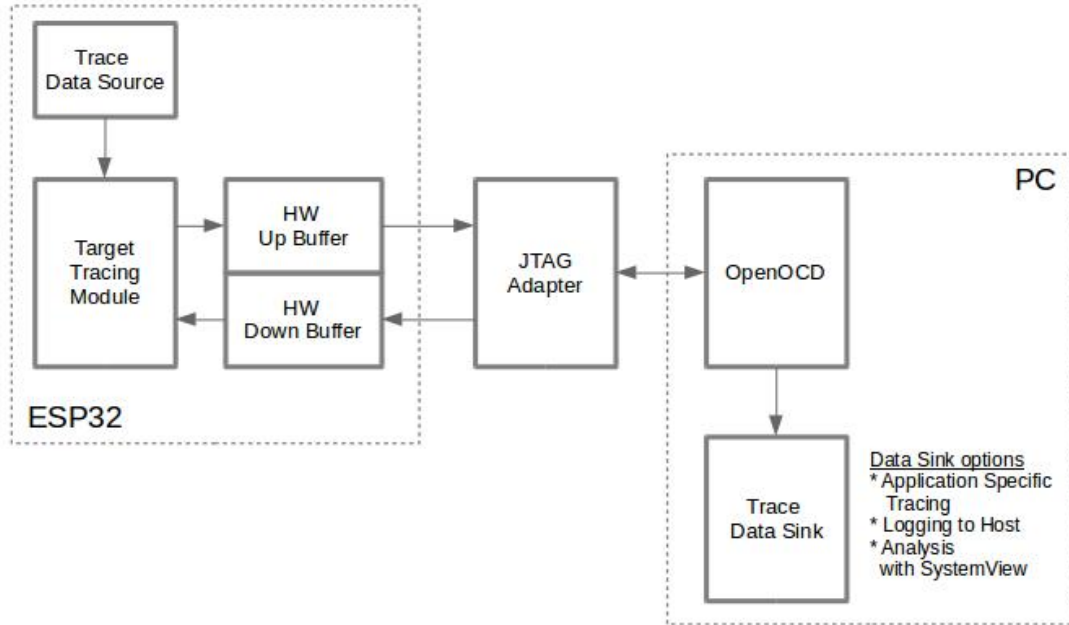 Trace
Data Source
Target
Tracing
Module
HW
Up Buffer
HW
Down Buffer
ESP32
JTAG
Adapter
PC
OpenOCD
Trace
Data Sink
Data Sink options
* Application Specific
Tracing
* Logging to Host
* Analysis
with SystemView